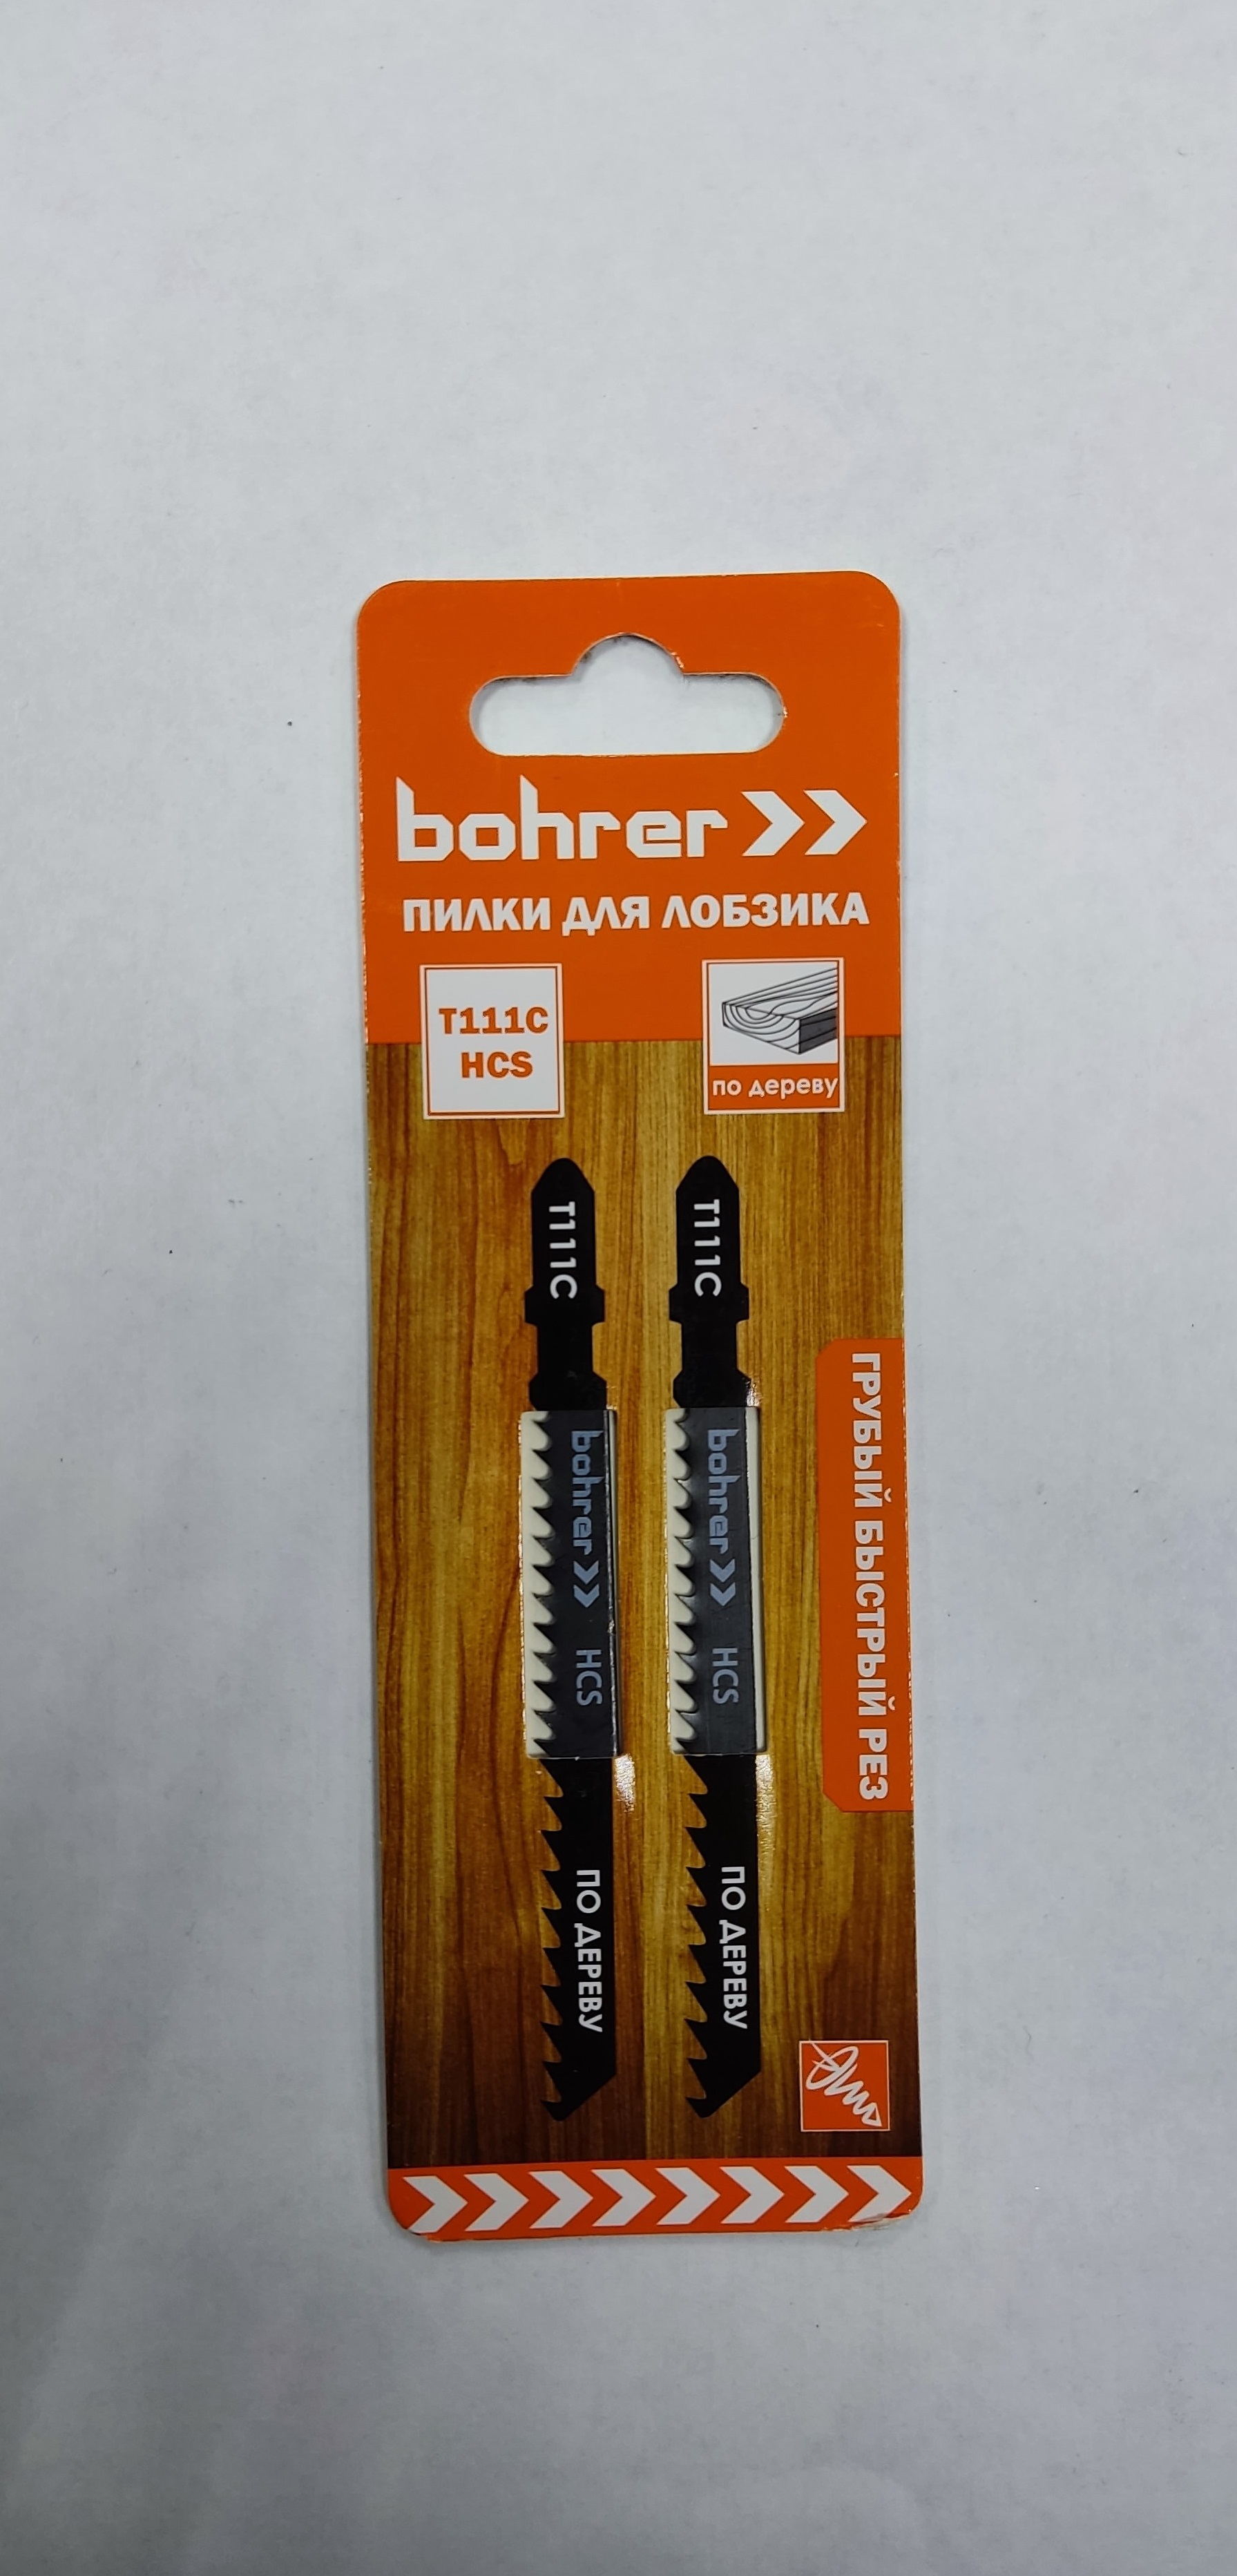 bohrer
ПИЛКИ ДЛЯ ЛОБЗИКА
T111C
HCS
по дереву
T111C
bohrer
HCS
ПО ДЕРЕВУ
T111C
bohrer
HCS
ПО ДЕРЕВУ
ГРУБЫЙ БЫСТРЫЙ РЕЗ